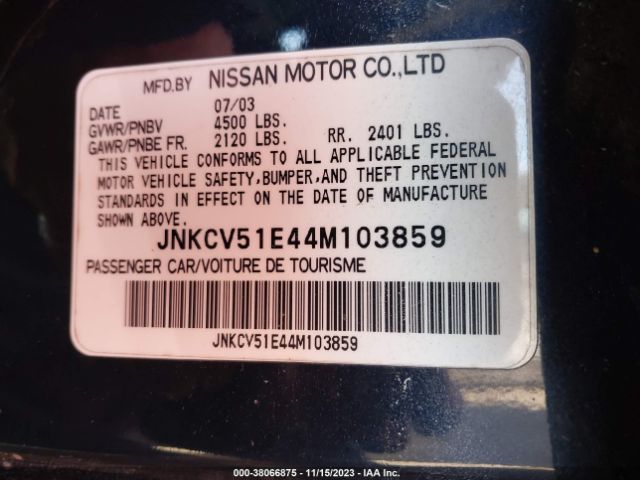 MFD.BY NISSAN MOTOR CO.,LTD
DATE 07/03
GVWR/PNBV 4500 LBS.
GAWR/PNBE FR. 2120 LBS. RR. 2401 LBS.
THIS VEHICLE CONFORMS TO ALL APPLICABLE FEDERAL
MOTOR VEHICLE SAFETY,BUMPER,AND THEFT PREVENTION
STANDARDS IN EFFECT ON THE DATE OF MANUFACTURE
SHOWN ABOVE.
JNKCV51E44M103859
PASSENGER CAR/VOITURE DE TOURISME
JNKCV51E44M103859
000-38066875 - 11/15/2023 - IAA Inc.